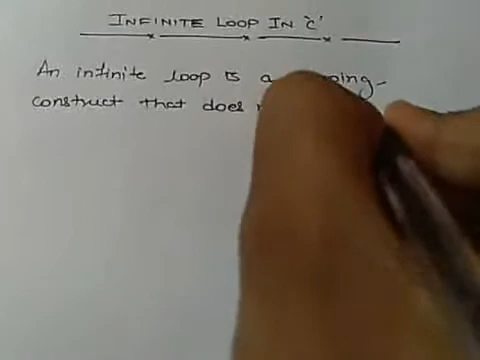 INFINITE LOOP IN 'C'
An infinite loop is a
construct that does